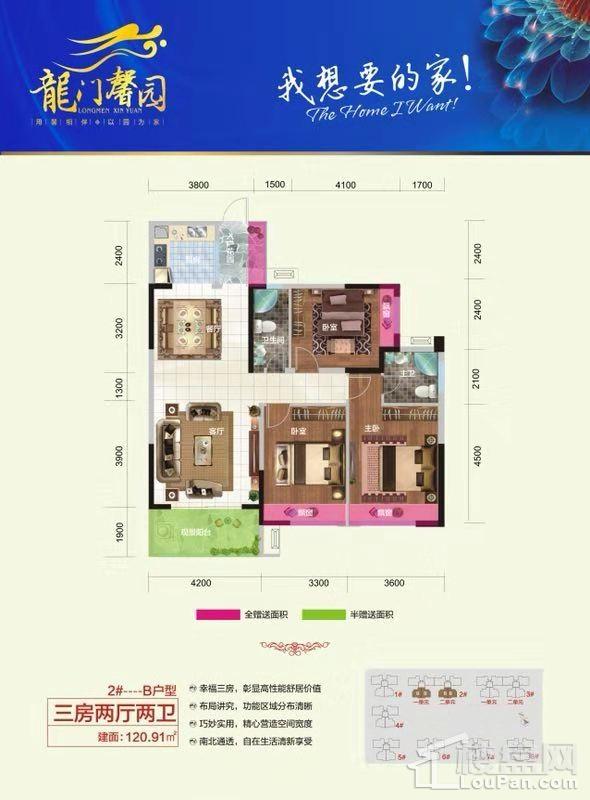 龍门馨园
LONGMEN XIN YUAN
用馨相伴 以园为家
我想要的家!
The Home I Want!
3800 1500 4100 1700
2400
3200
1300
3900
1900
2400
2400
2100
4500
厨房
餐厅
卫生间
卧室
飘窗
主卫
客厅
卧室
主卧
飘窗
飘窗
观景阳台
4200 3300 3600
全赠送面积 半赠送面积
2#----B户型
三房两厅两卫
建面:120.91㎡
幸福三房，彰显高性能舒居价值
布局讲究，功能区域分布清晰
巧妙实用，精心营造空间宽度
南北通透，自在生活清新享受
1# 一单元 二单元 2# 一单元 二单元 3#
4#
5# 6# 7# 8#
楼盘网
LouPan.com